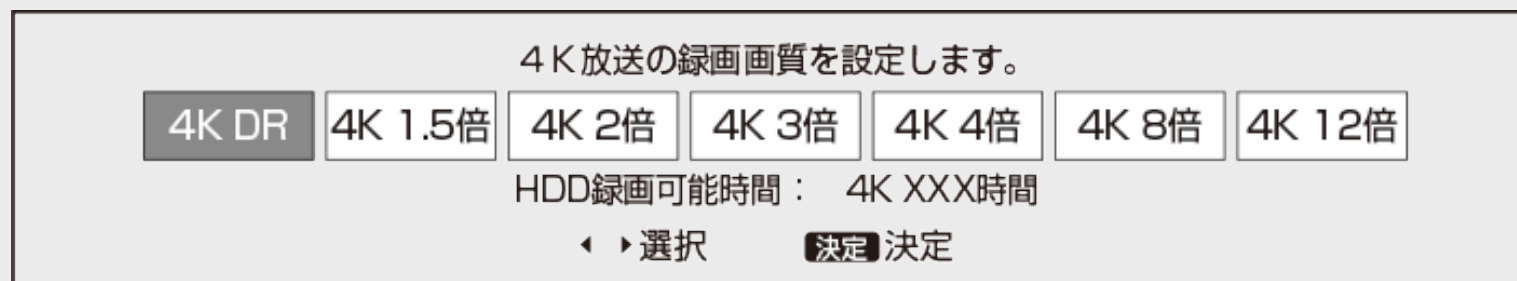 ４Ｋ放送の録画画質を設定します。
4K DR 4K 1.5倍 4K 2倍 4K 3倍 4K 4倍 4K 8倍 4K 12倍
HDD録画可能時間： 4K XXX時間
選択 決定 決定